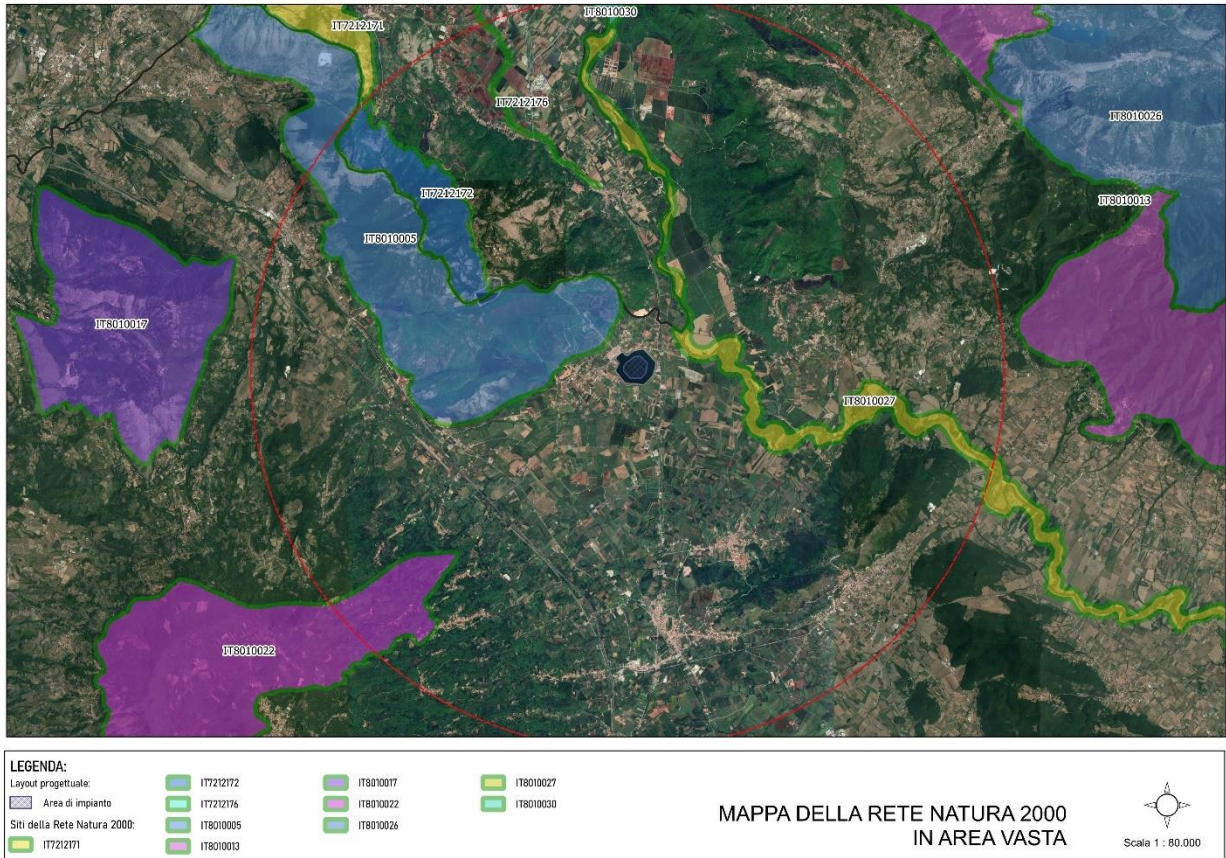 IT8010030
IT7212171
IT7212176
IT8010026
IT7212172
IT8010013
IT8010005
IT8010017
IT8010027
IT8010022
LEGENDA:
Layout progettuale:
Area di impianto
Siti della Rete Natura 2000:
IT7212171
IT7212172
IT7212176
IT8010005
IT8010013
IT8010017
IT8010022
IT8010026
IT8010027
IT8010030
MAPPA DELLA RETE NATURA 2000
IN AREA VASTA
Scala 1 : 80.000